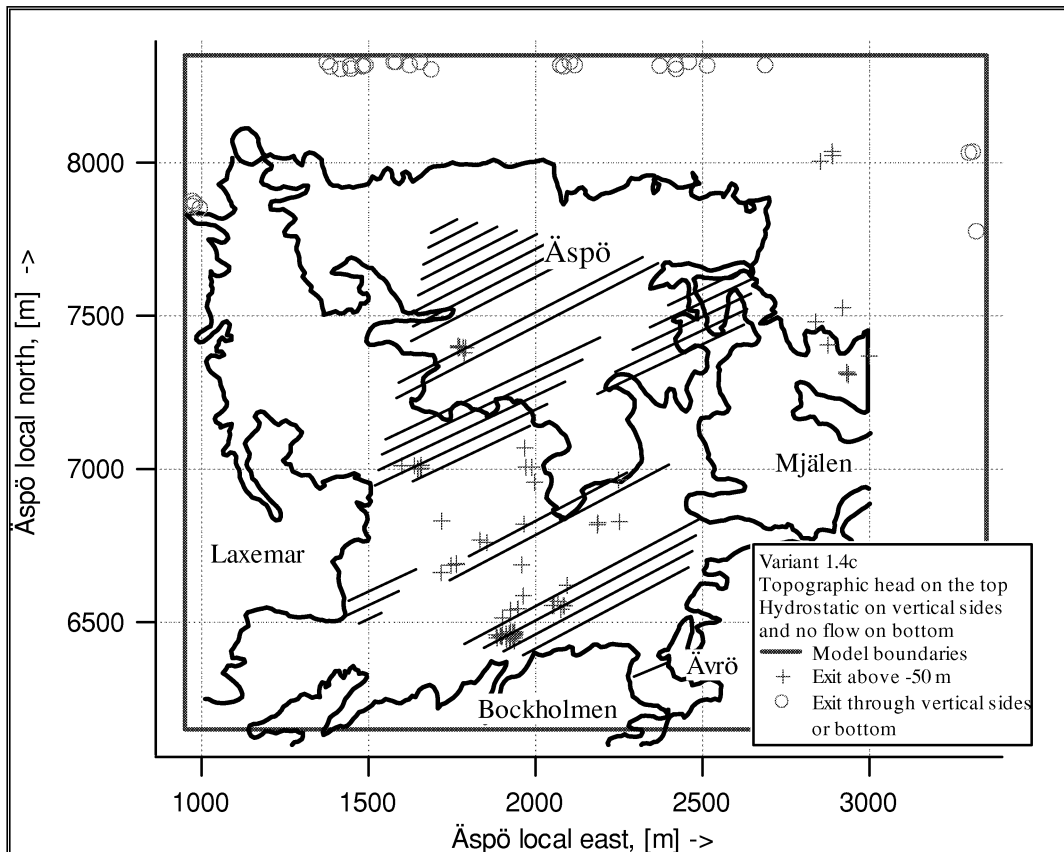 Äspö local north, [m] ->
8000
7500
7000
6500
Äspö
Mjälen
Laxemar
Ävrö
Bockholmen
Variant 1.4c
Topographic head on the top
Hydrostatic on vertical sides
and no flow on bottom
Model boundaries
Exit above -50 m
Exit through vertical sides
or bottom
1000
1500
2000
2500
3000
Äspö local east, [m] ->